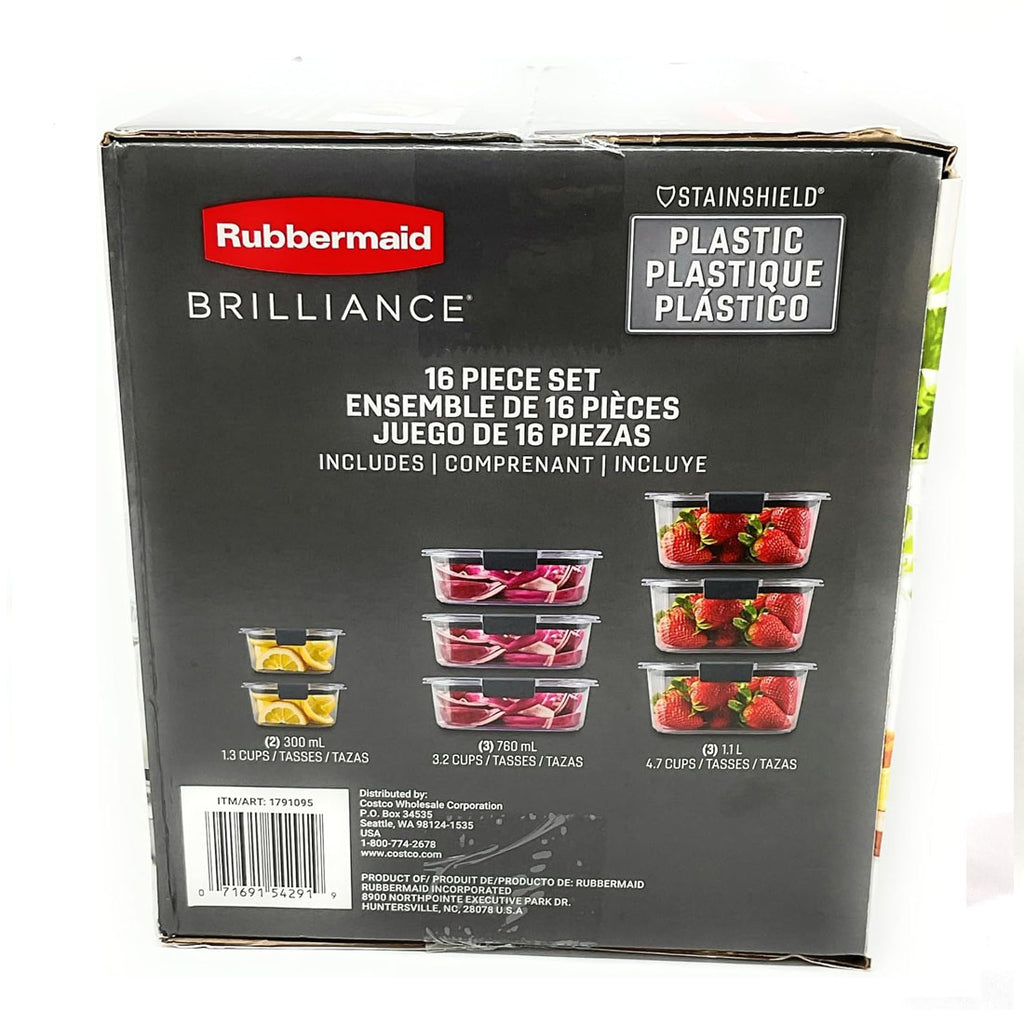 Rubbermaid
BRILLIANCE®
STAINSHIELD®
PLASTIC
PLASTIQUE
PLÁSTICO
16 PIECE SET
ENSEMBLE DE 16 PIÈCES
JUEGO DE 16 PIEZAS
INCLUDES | COMPRENANT | INCLUYE
(2) 300 mL
1.3 CUPS / TASSES / TAZAS
(3) 760 mL
3.2 CUPS / TASSES / TAZAS
(3) 1.1 L
4.7 CUPS / TASSES / TAZAS
ITM/ART: 1791095
0 71691 54291 9
Distributed by:
Costco Wholesale Corporation
P.O. Box 34535
Seattle, WA 98124-1535
USA
1-800-774-2678
www.costco.com
PRODUCT OF/ PRODUIT DE/PRODUCTO DE: RUBBERMAID
RUBBERMAID INCORPORATED
8900 NORTHPOINTE EXECUTIVE PARK DR.
HUNTERSVILLE, NC, 28078 U.S.A